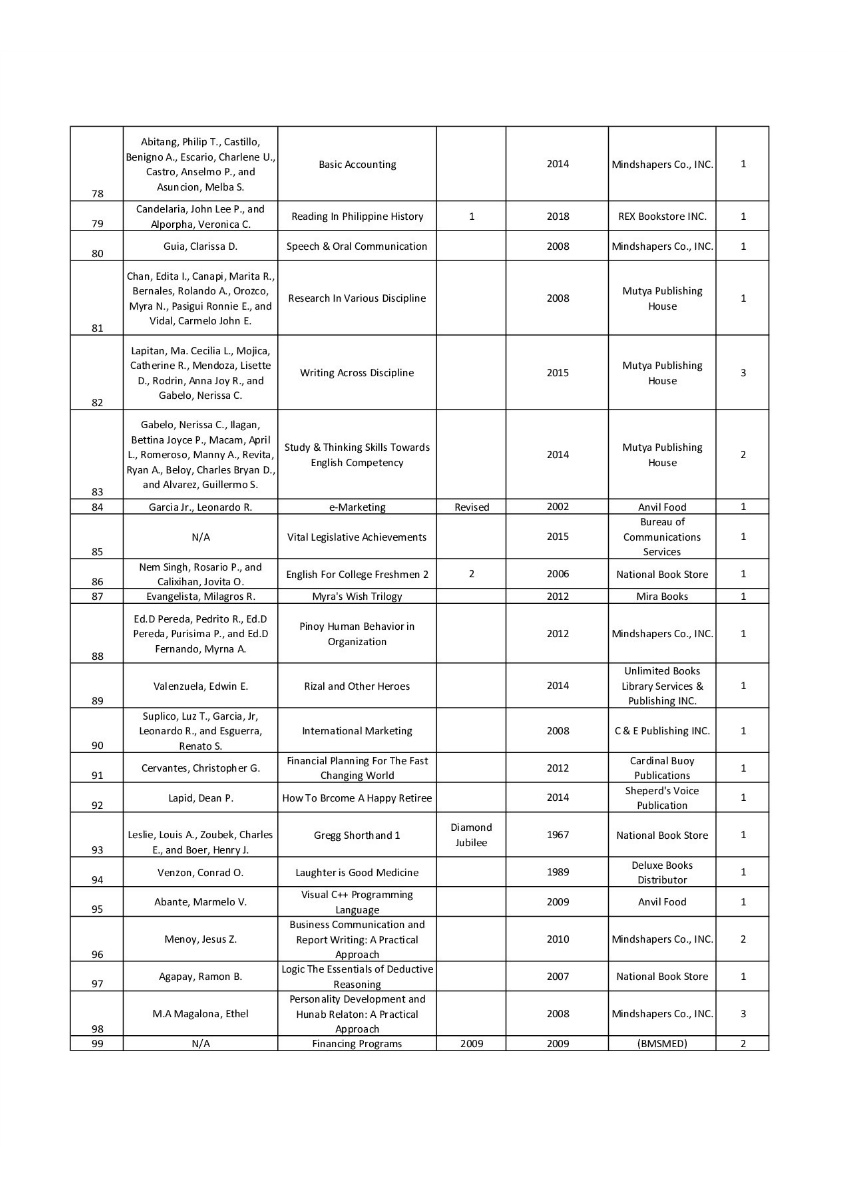 78 Abitang, Philip T., Castillo, Benigno A., Escario, Charlene U., Castro, Anselmo P., and Asuncion, Melba S. Basic Accounting 2014 Mindshapers Co., INC. 1
79 Candelaria, John Lee P., and Alporpha, Veronica C. Reading In Philippine History 1 2018 REX Bookstore INC. 1
80 Guia, Clarissa D. Speech & Oral Communication 2008 Mindshapers Co., INC. 1
81 Chan, Edita I., Canapi, Marita R., Bernales, Rolando A., Orozco, Myra N., Pasigui Ronnie E., and Vidal, Carmelo John E. Research In Various Discipline 2008 Mutya Publishing House 1
82 Lapitan, Ma. Cecilia L., Mojica, Catherine R., Mendoza, Lisette D., Rodrin, Anna Joy R., and Gabelo, Nerissa C. Writing Across Discipline 2015 Mutya Publishing House 3
83 Gabelo, Nerissa C., Ilagan, Bettina Joyce P., Macam, April L., Romeroso, Manny A., Revita, Ryan A., Beloy, Charles Bryan D., and Alvarez, Guillermo S. Study & Thinking Skills Towards English Competency 2014 Mutya Publishing House 2
84 Garcia Jr., Leonardo R. e-Marketing Revised 2002 Anvil Food 1
85 N/A Vital Legislative Achievements 2015 Bureau of Communications Services 1
86 Nem Singh, Rosario P., and Calixihan, Jovita O. English For College Freshmen 2 2 2006 National Book Store 1
87 Evangelista, Milagros R. Myra's Wish Trilogy 2012 Mira Books 1
88 Ed.D Pereda, Pedrito R., Ed.D Pereda, Purisima P., and Ed.D Fernando, Myrna A. Pinoy Human Behavior in Organization 2012 Mindshapers Co., INC. 1
89 Valenzuela, Edwin E. Rizal and Other Heroes 2014 Unlimited Books Library Services & Publishing INC. 1
90 Suplico, Luz T., Garcia, Jr, Leonardo R., and Esguerra, Renato S. International Marketing 2008 C & E Publishing INC. 1
91 Cervantes, Christopher G. Financial Planning For The Fast Changing World 2012 Cardinal Buoy Publications 1
92 Lapid, Dean P. How To Brcome A Happy Retiree 2014 Sheperd's Voice Publication 1
93 Leslie, Louis A., Zoubek, Charles E., and Boer, Henry J. Gregg Shorthand 1 Diamond Jubilee 1967 National Book Store 1
94 Venzon, Conrad O. Laughter is Good Medicine 1989 Deluxe Books Distributor 1
95 Abante, Marmelo V. Visual C++ Programming Language 2009 Anvil Food 1
96 Menoy, Jesus Z. Business Communication and Report Writing: A Practical Approach 2010 Mindshapers Co., INC. 2
97 Agapay, Ramon B. Logic The Essentials of Deductive Reasoning 2007 National Book Store 1
98 M.A Magalona, Ethel Personality Development and Hunab Relaton: A Practical Approach 2008 Mindshapers Co., INC. 3
99 N/A Financing Programs 2009 2009 (BMSMED) 2